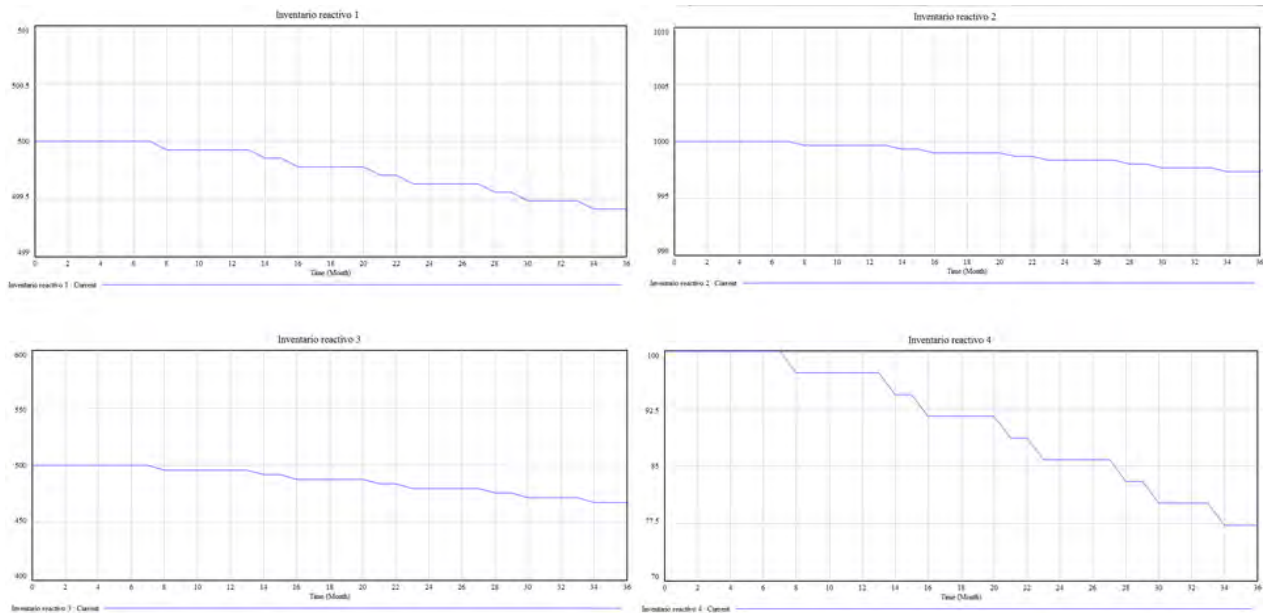 Inventario reactivo 1
501
500.5
500
499.5
499
0 2 4 6 8 10 12 14 16 18 20 22 24 26 28 30 32 34 36
Time (Month)
Inventario reactivo 1 : Current
Inventario reactivo 2
1010
1005
1000
995
990
0 2 4 6 8 10 12 14 16 18 20 22 24 26 28 30 32 34 36
Time (Month)
Inventario reactivo 2 : Current
Inventario reactivo 3
600
550
500
450
400
0 2 4 6 8 10 12 14 16 18 20 22 24 26 28 30 32 34 36
Time (Month)
Inventario reactivo 3 : Current
Inventario reactivo 4
100
92.5
85
77.5
70
0 2 4 6 8 10 12 14 16 18 20 22 24 26 28 30 32 34 36
Time (Month)
Inventario reactivo 4 : Current